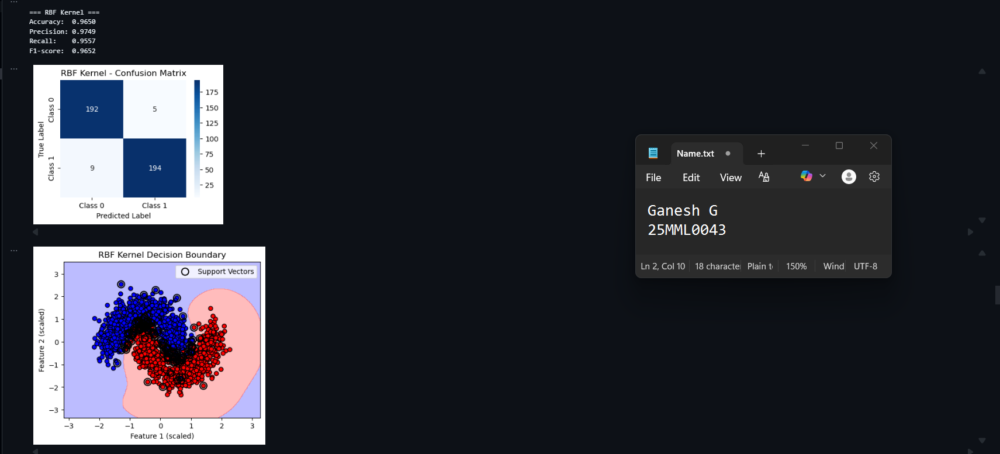 ...
=== RBF Kernel ===
Accuracy:  0.9650
Precision: 0.9749
Recall:    0.9557
F1-score:  0.9652
...
RBF Kernel - Confusion Matrix
Class 0
192
5
Class 1
9
194
True Label
Class 0
Class 1
Predicted Label
175
150
125
100
75
50
25
...
RBF Kernel Decision Boundary
Support Vectors
3
2
1
0
−1
−2
−3
Feature 2 (scaled)
−3
−2
−1
0
1
2
3
Feature 1 (scaled)
Name.txt
File Edit View
Ganesh G
25MML0043
Ln 2, Col 10
18 characte
Plain t
150%
Wind
UTF-8